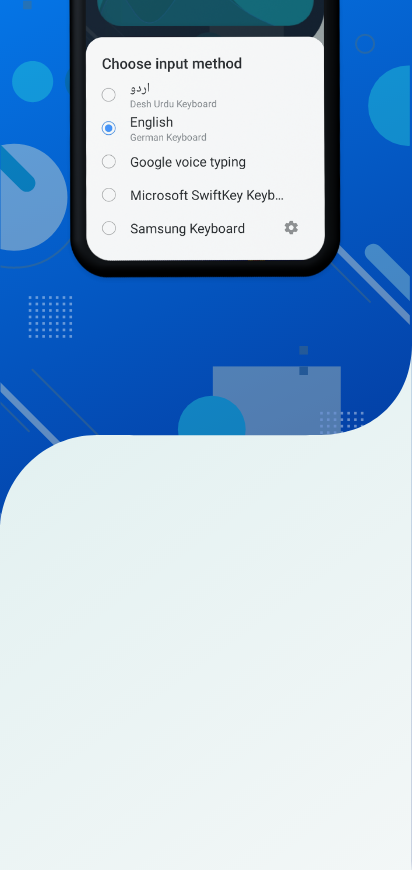 Choose input method
اردو
Desh Urdu Keyboard
English
German Keyboard
Google voice typing
Microsoft SwiftKey Keyb...
Samsung Keyboard